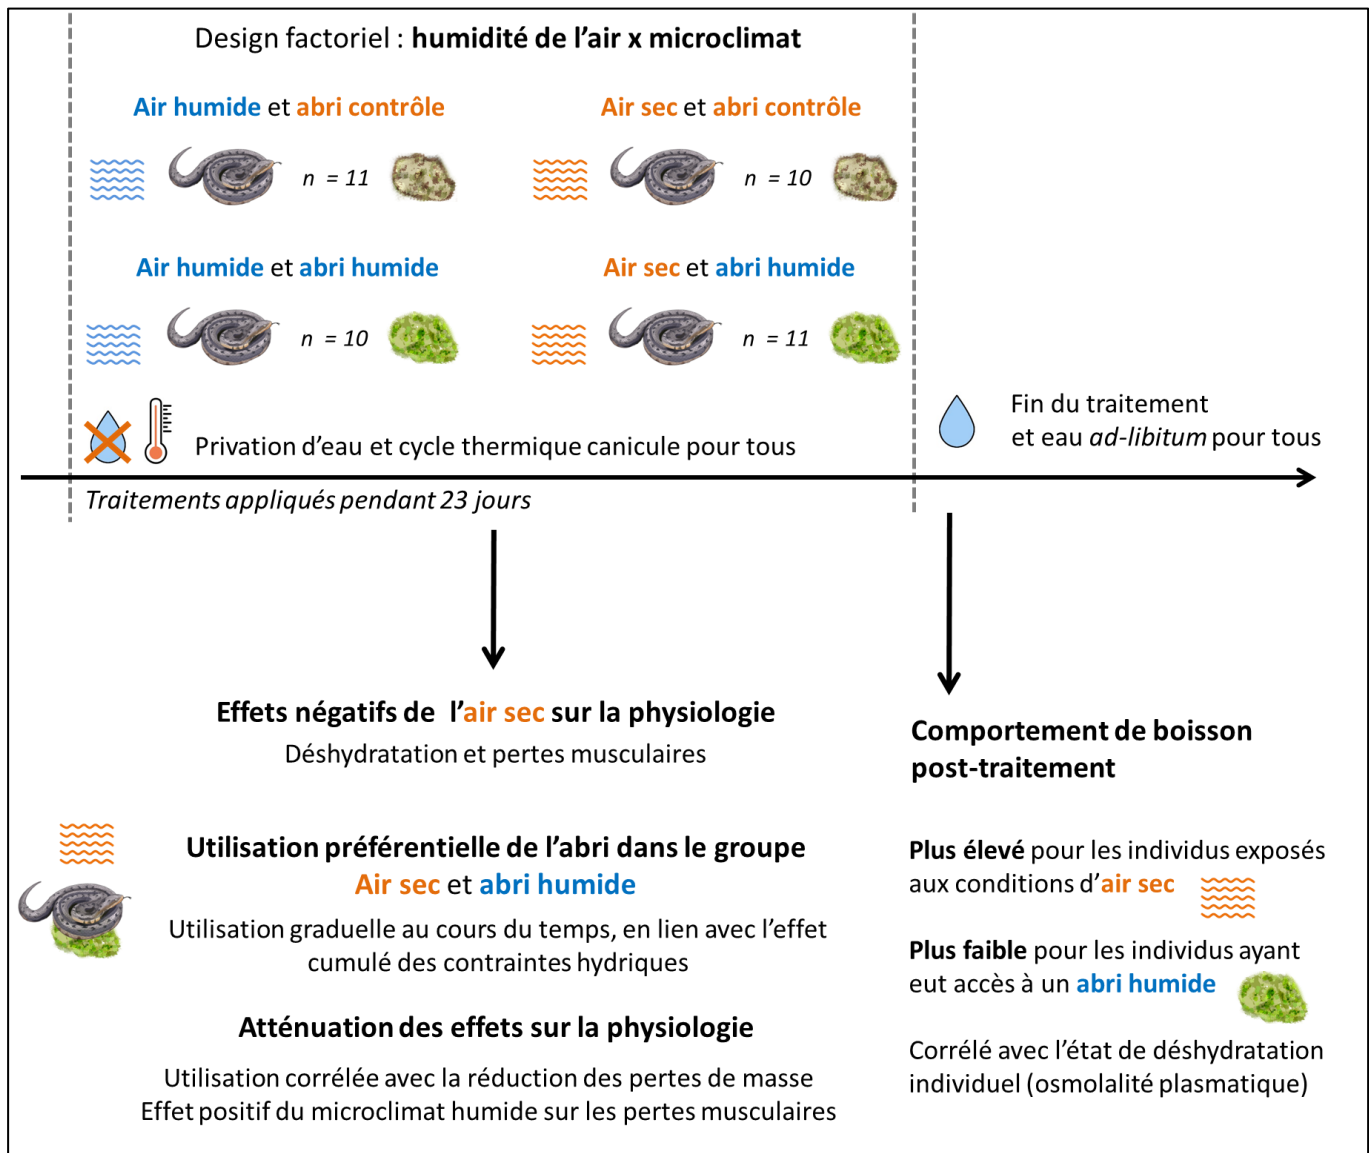 Design factoriel : humidité de l'air x microclimat
Air humide et abri contrôle
Air sec et abri contrôle
n = 11
n = 10
Air humide et abri humide
Air sec et abri humide
n = 10
n = 11
Privation d'eau et cycle thermique canicule pour tous
Fin du traitement
et eau ad-libitum pour tous
Traitements appliqués pendant 23 jours
Effets négatifs de l'air sec sur la physiologie
Déshydratation et pertes musculaires
Utilisation préférentielle de l'abri dans le groupe
Air sec et abri humide
Utilisation graduelle au cours du temps, en lien avec l'effet
cumulé des contraintes hydriques
Atténuation des effets sur la physiologie
Utilisation corrélée avec la réduction des pertes de masse
Effet positif du microclimat humide sur les pertes musculaires
Comportement de boisson
post-traitement
Plus élevé pour les individus exposés
aux conditions d'air sec
Plus faible pour les individus ayant
eut accès à un abri humide
Corrélé avec l'état de déshydratation
individuel (osmolalité plasmatique)